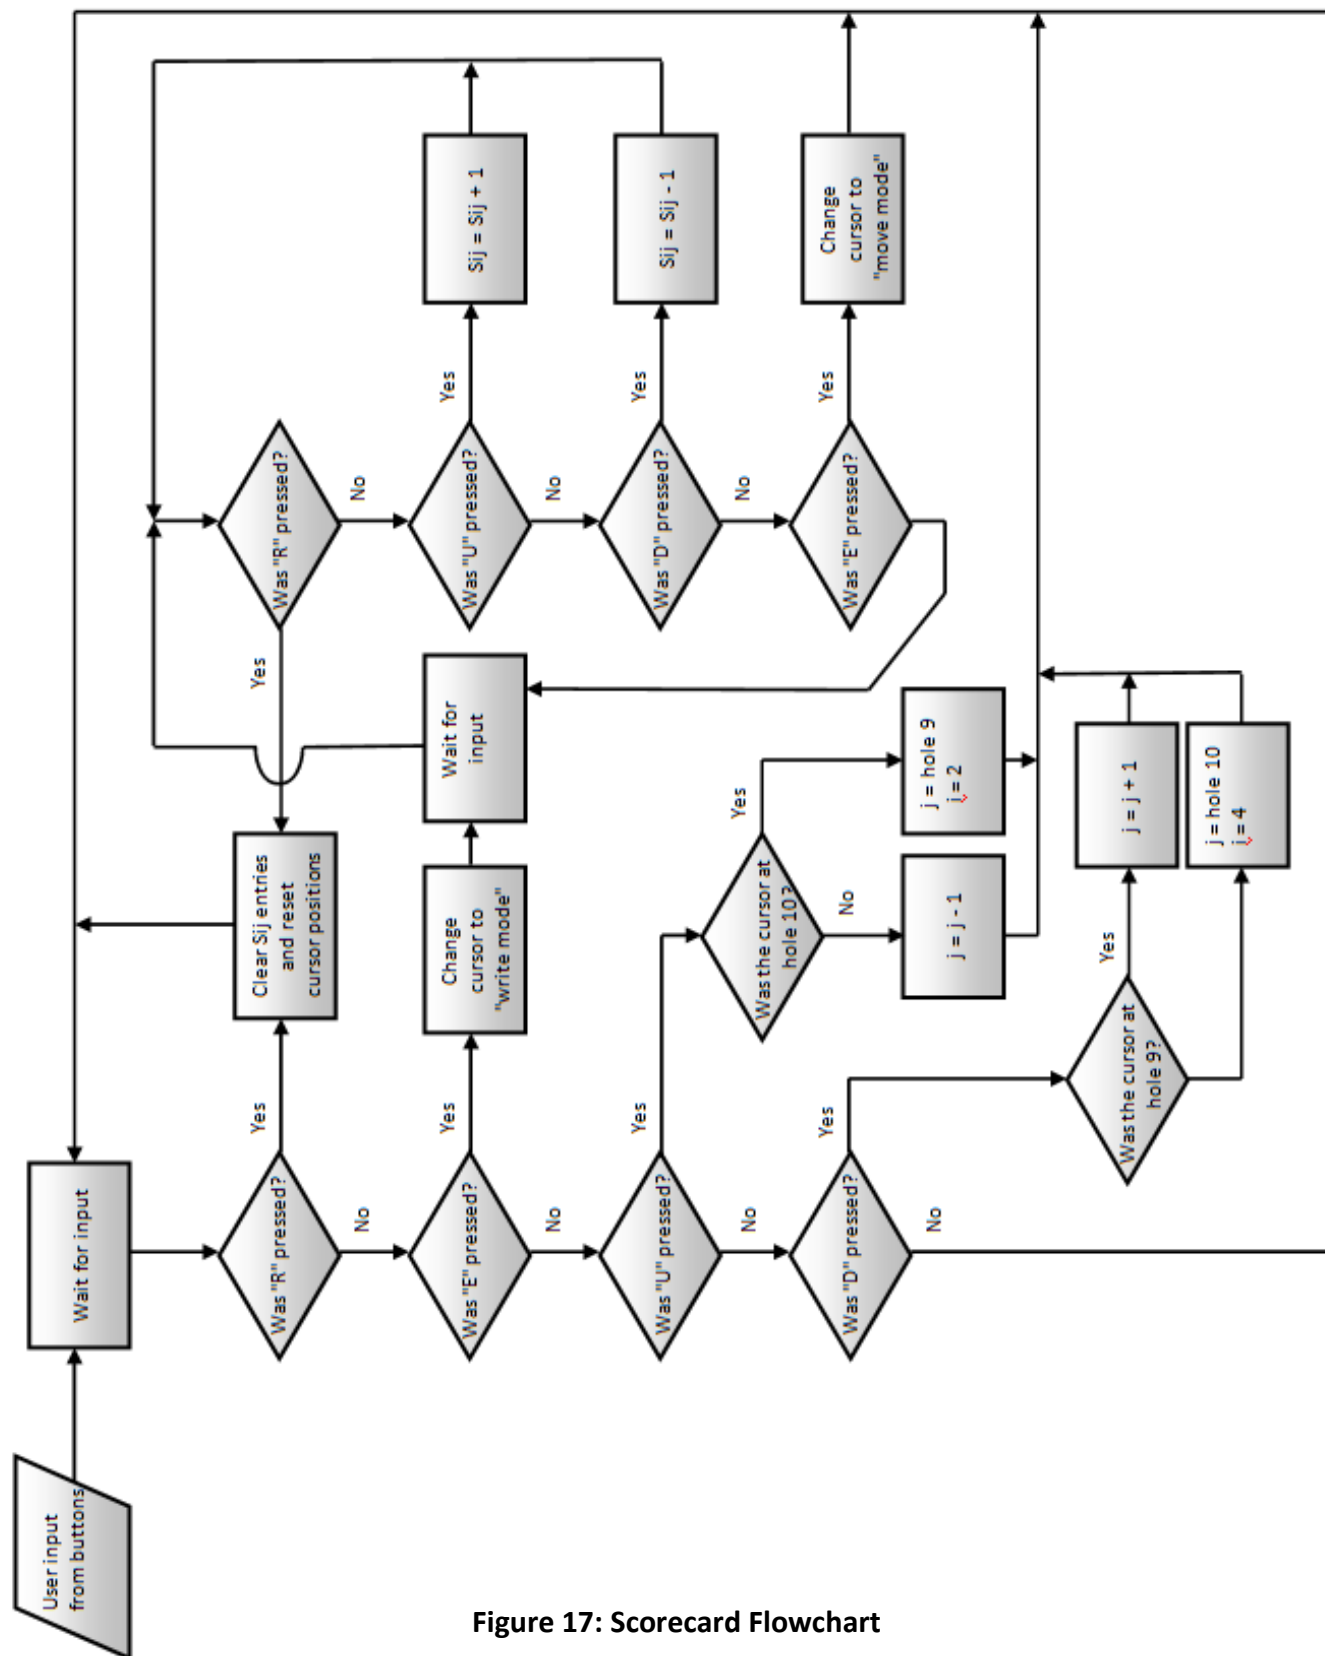 User input
from buttons
Wait for input
Was "R" pressed?
Yes
Clear Sij entries
and reset
cursor positions
Yes
Was "R" pressed?
No
No
Was "E" pressed?
Yes
Change
cursor to
"write mode"
Wait for
input
Was "U" pressed?
Yes
Sij = Sij + 1
No
No
Was "U" pressed?
Yes
Was "D" pressed?
Yes
Sij = Sij - 1
No
Was the cursor at
hole 10?
Yes
No
No
Was "D" pressed?
Yes
Was "E" pressed?
Yes
Change
cursor to
"move mode"
No
j = j - 1
j = hole 9
i = 2
Was the cursor at
hole 9?
Yes
j = j + 1
j = hole 10
i = 4
Figure 17: Scorecard Flowchart